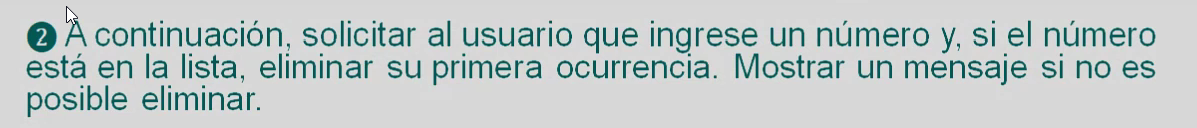 2 A continuación, solicitar al usuario que ingrese un número y, si el número
está en la lista, eliminar su primera ocurrencia. Mostrar un mensaje si no es
posible eliminar.